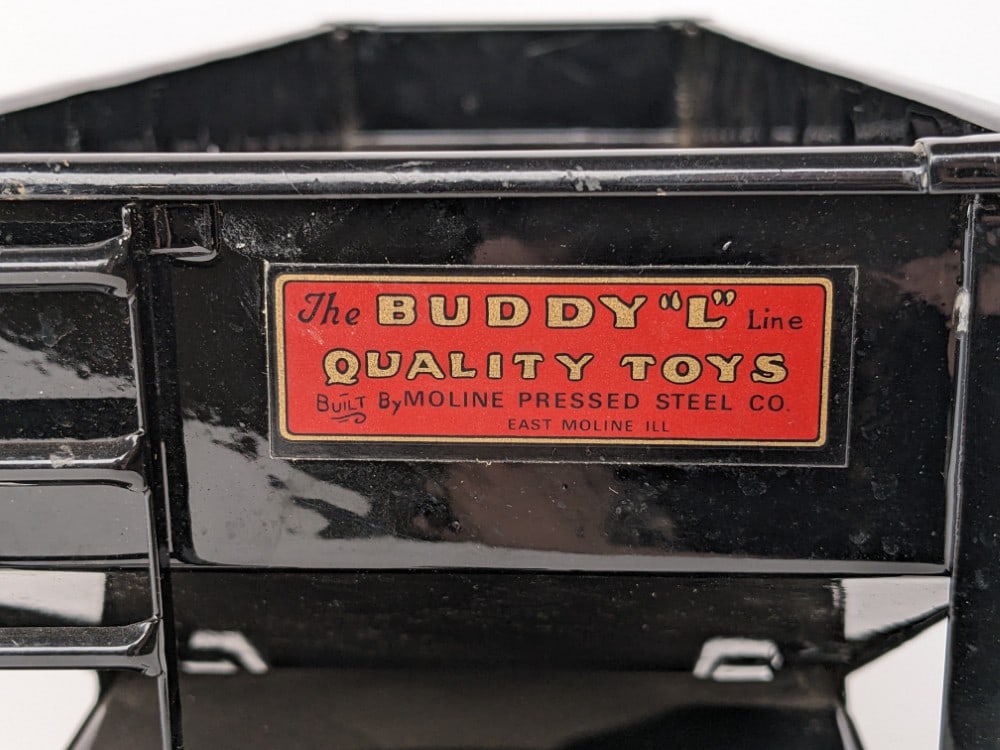 The BUDDY "L" Line
QUALITY TOYS
BUILT By MOLINE PRESSED STEEL CO.
EAST MOLINE ILL